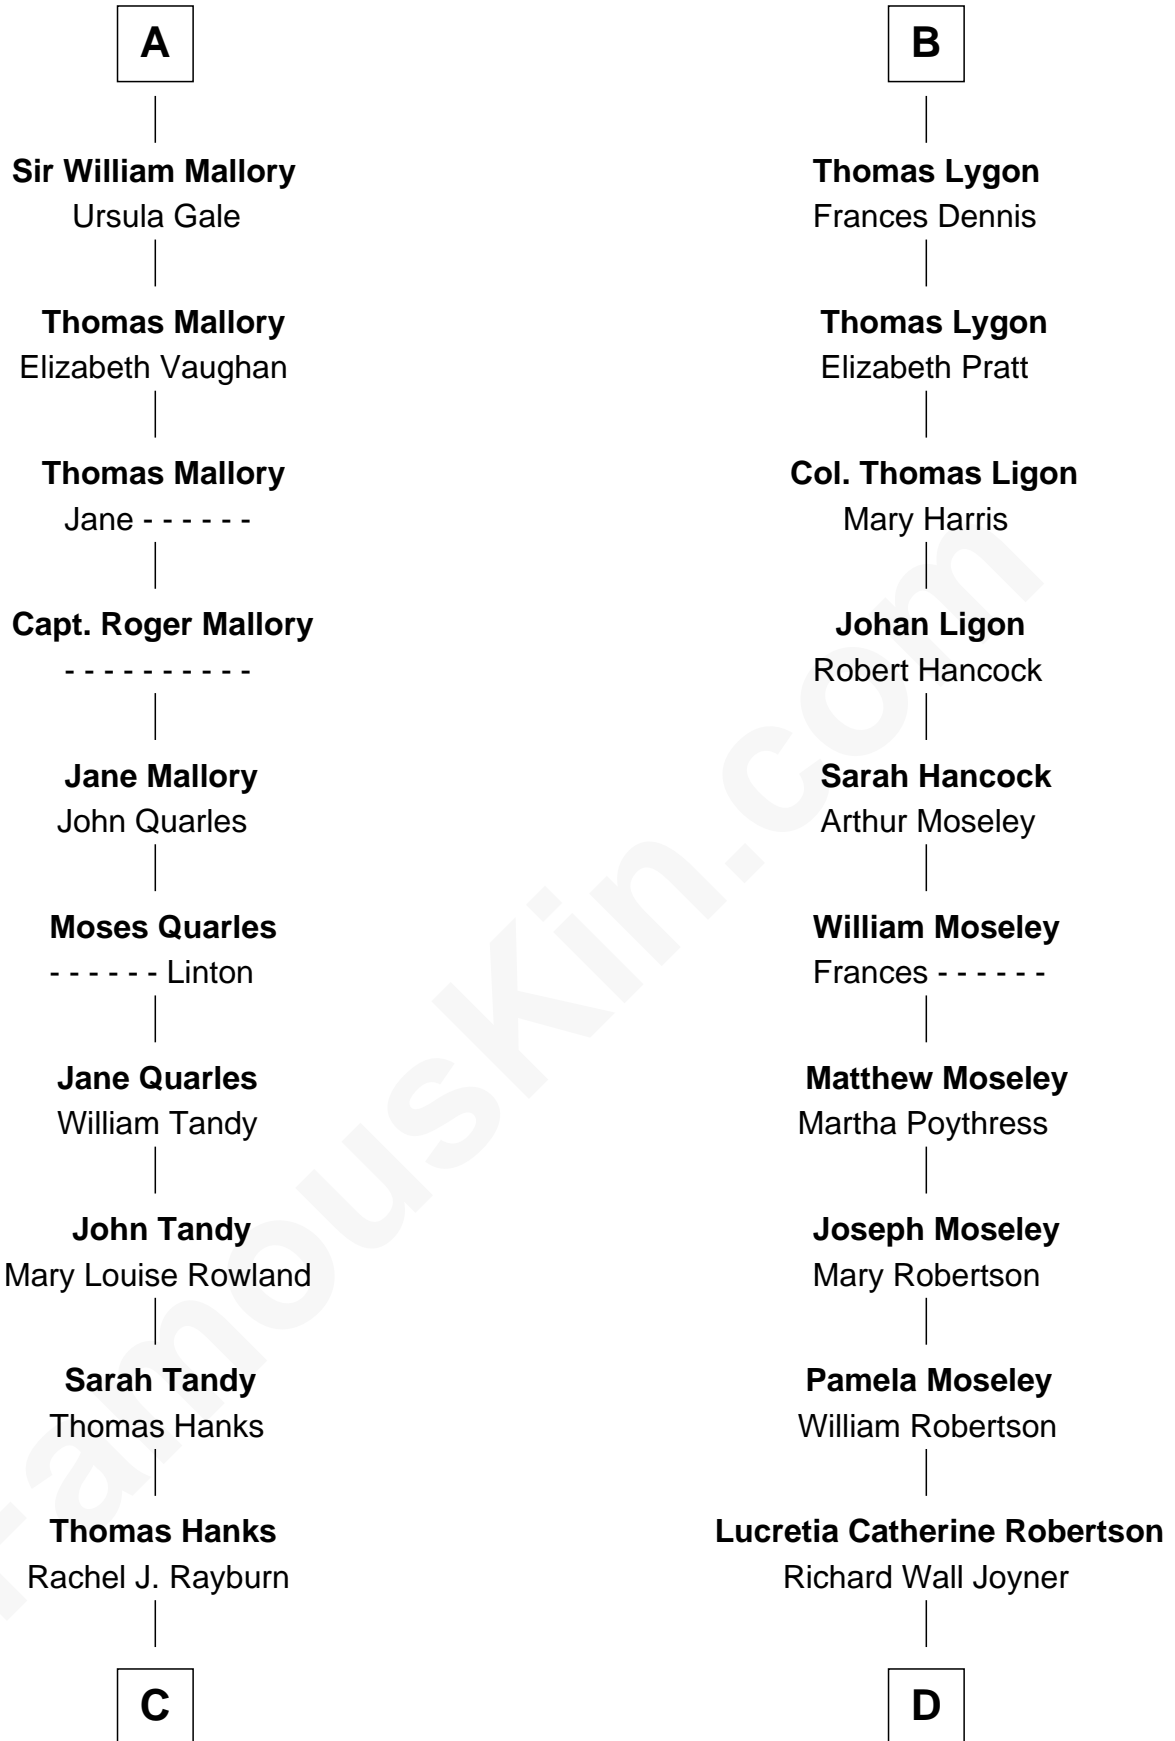 A
Sir William Mallory
Ursula Gale
Thomas Mallory
Elizabeth Vaughan
Thomas Mallory
Jane - - - - - -
Capt. Roger Mallory
- - - - - - - - - -
Jane Mallory
John Quarles
Moses Quarles
- - - - - - Linton
Jane Quarles
William Tandy
John Tandy
Mary Louise Rowland
Sarah Tandy
Thomas Hanks
Thomas Hanks
Rachel J. Rayburn
C
B
Thomas Lygon
Frances Dennis
Thomas Lygon
Elizabeth Pratt
Col. Thomas Ligon
Mary Harris
Johan Ligon
Robert Hancock
Sarah Hancock
Arthur Moseley
William Moseley
Frances - - - - - -
Matthew Moseley
Martha Poythress
Joseph Moseley
Mary Robertson
Pamela Moseley
William Robertson
Lucretia Catherine Robertson
Richard Wall Joyner
D
FamousKin.com